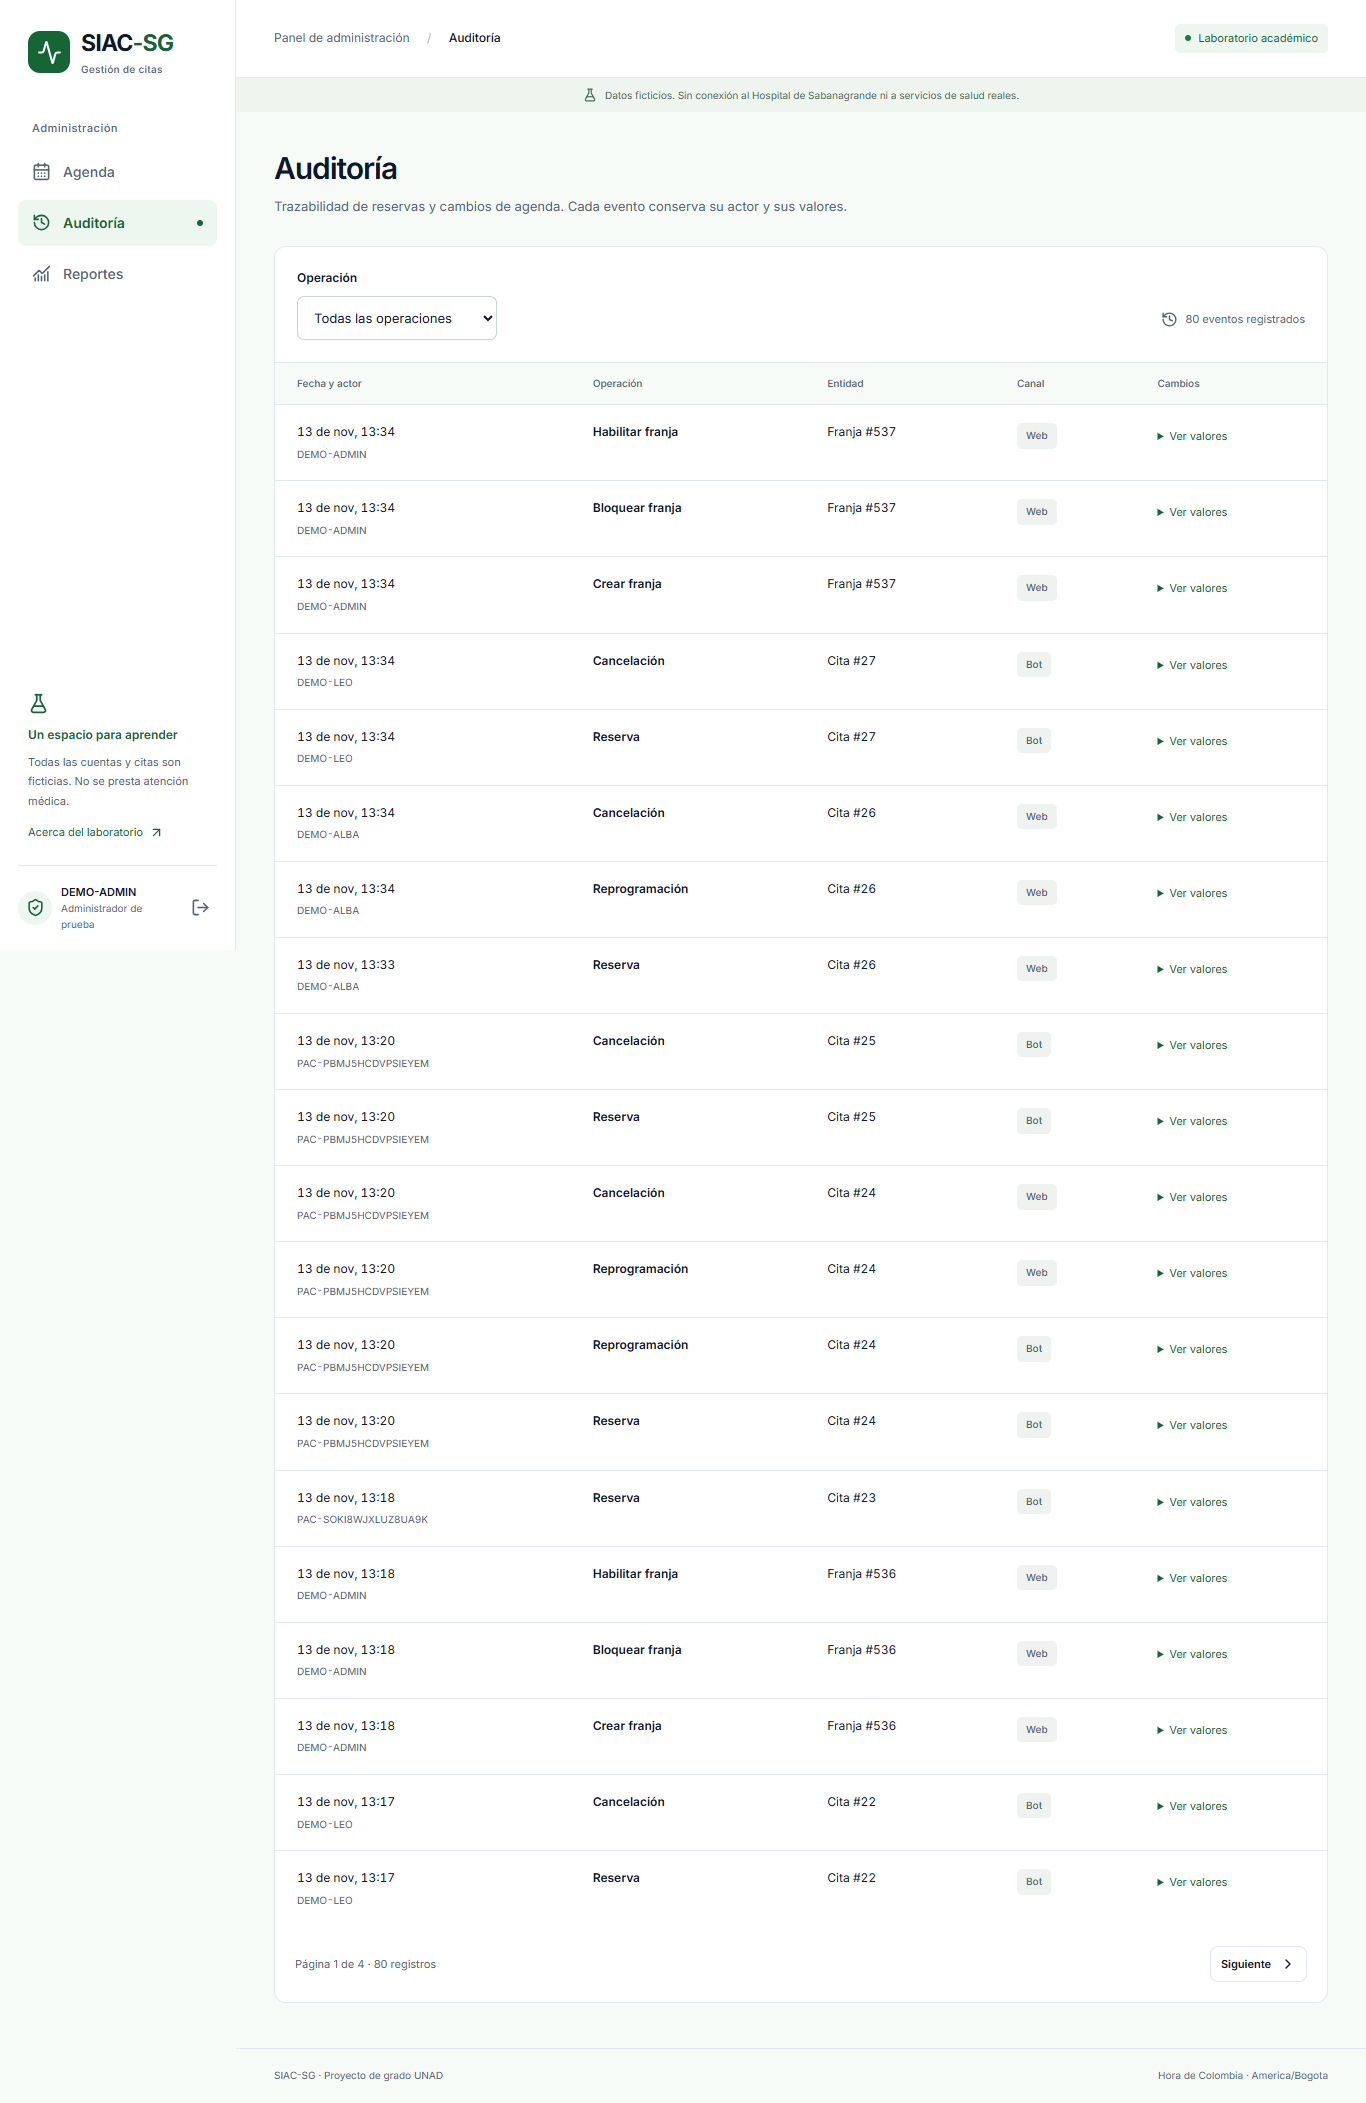 SIAC-SG
Gestión de citas
Administración
Agenda
Auditoría
Reportes
Un espacio para aprender
Todas las cuentas y citas son
ficticias. No se presta atención
médica.
Acerca del laboratorio
DEMO-ADMIN
Administrador de
prueba
Panel de administración / Auditoría
Laboratorio académico
Datos ficticios. Sin conexión al Hospital de Sabanagrande ni a servicios de salud reales.
Auditoría
Trazabilidad de reservas y cambios de agenda. Cada evento conserva su actor y sus valores.
Operación
Todas las operaciones
80 eventos registrados
Fecha y actor Operación Entidad Canal Cambios
13 de nov, 13:34 Habilitar franja Franja #537 Web Ver valores
DEMO-ADMIN
13 de nov, 13:34 Bloquear franja Franja #537 Web Ver valores
DEMO-ADMIN
13 de nov, 13:34 Crear franja Franja #537 Web Ver valores
DEMO-ADMIN
13 de nov, 13:34 Cancelación Cita #27 Bot Ver valores
DEMO-LEO
13 de nov, 13:34 Reserva Cita #27 Bot Ver valores
DEMO-LEO
13 de nov, 13:34 Cancelación Cita #26 Web Ver valores
DEMO-ALBA
13 de nov, 13:34 Reprogramación Cita #26 Web Ver valores
DEMO-ALBA
13 de nov, 13:33 Reserva Cita #26 Web Ver valores
DEMO-ALBA
13 de nov, 13:20 Cancelación Cita #25 Bot Ver valores
PAC-PBMJ5HCDVPSIEYEM
13 de nov, 13:20 Reserva Cita #25 Bot Ver valores
PAC-PBMJ5HCDVPSIEYEM
13 de nov, 13:20 Cancelación Cita #24 Web Ver valores
PAC-PBMJ5HCDVPSIEYEM
13 de nov, 13:20 Reprogramación Cita #24 Web Ver valores
PAC-PBMJ5HCDVPSIEYEM
13 de nov, 13:20 Reprogramación Cita #24 Bot Ver valores
PAC-PBMJ5HCDVPSIEYEM
13 de nov, 13:20 Reserva Cita #24 Bot Ver valores
PAC-PBMJ5HCDVPSIEYEM
13 de nov, 13:18 Reserva Cita #23 Bot Ver valores
PAC-SOKI8WJXLUZ8UA9K
13 de nov, 13:18 Habilitar franja Franja #536 Web Ver valores
DEMO-ADMIN
13 de nov, 13:18 Bloquear franja Franja #536 Web Ver valores
DEMO-ADMIN
13 de nov, 13:18 Crear franja Franja #536 Web Ver valores
DEMO-ADMIN
13 de nov, 13:17 Cancelación Cita #22 Bot Ver valores
DEMO-LEO
13 de nov, 13:17 Reserva Cita #22 Bot Ver valores
DEMO-LEO
Página 1 de 4 · 80 registros
Siguiente
SIAC-SG · Proyecto de grado UNAD
Hora de Colombia · America/Bogota